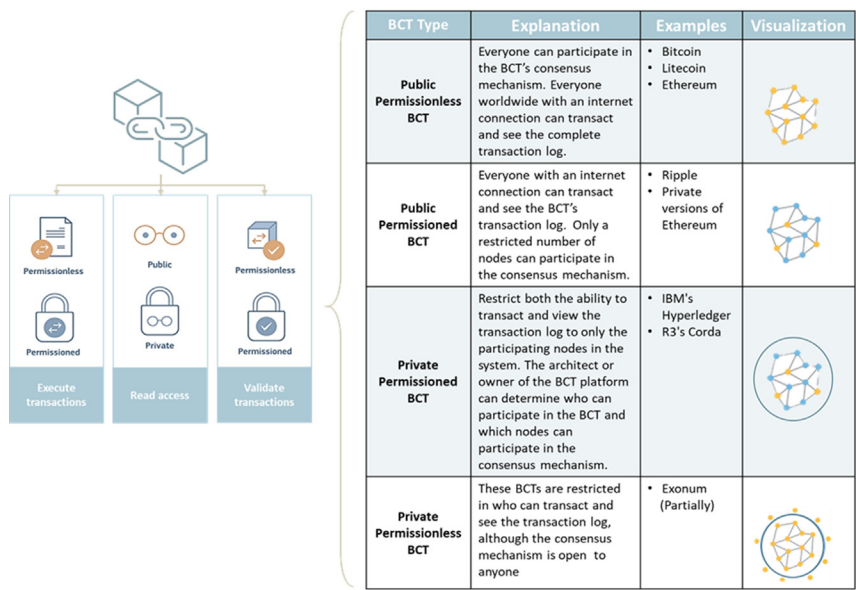 Permissionless
Permissioned
Execute
transactions
Public
Private
Read access
Permissionless
Permissioned
Validate
transactions
BCT Type
Explanation
Examples
Visualization
Public
Permissionless
BCT
Everyone can participate in
the BCT's consensus
mechanism. Everyone
worldwide with an internet
connection can transact
and see the complete
transaction log.
• Bitcoin
• Litecoin
• Ethereum
Public
Permissioned
BCT
Everyone with an internet
connection can transact
and see the BCT's
transaction log. Only a
restricted number of
nodes can participate in
the consensus mechanism.
• Ripple
• Private
versions of
Ethereum
Private
Permissioned
BCT
Restrict both the ability to
transact and view the
transaction log to only the
participating nodes in the
system. The architect or
owner of the BCT platform
can determine who can
participate in the BCT and
which nodes can
participate in the
consensus mechanism.
• IBM's
Hyperledger
• R3's Corda
Private
Permissionless
BCT
These BCTs are restricted
in who can transact and
see the transaction log,
although the consensus
mechanism is open to
anyone
• Exonum
(Partially)